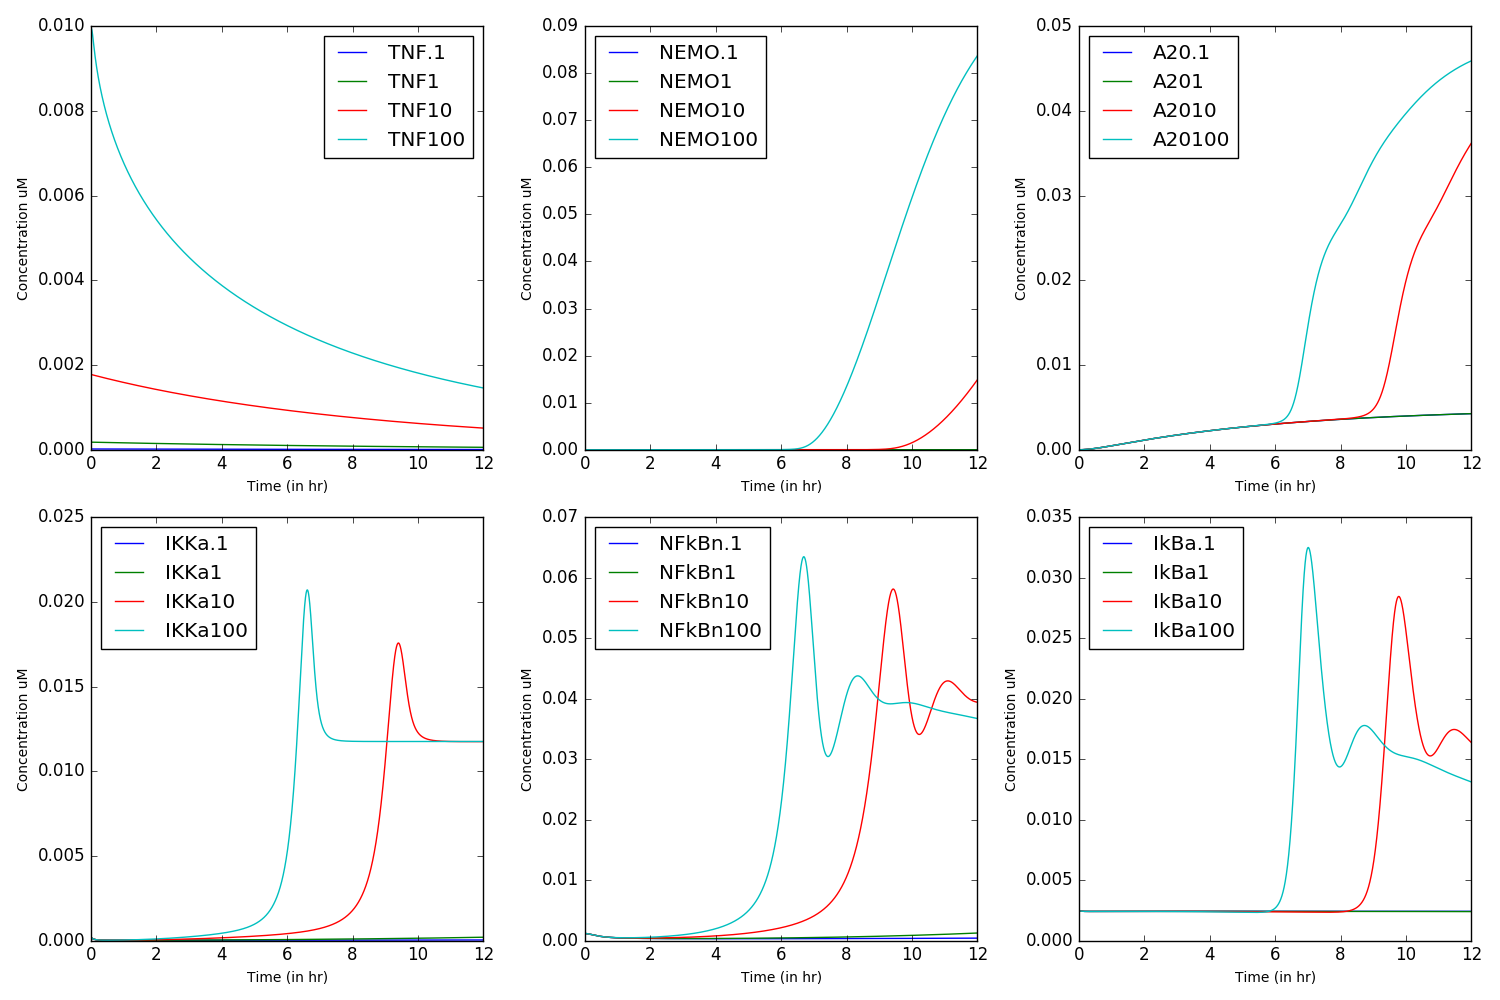 0.010
0.008
0.006
0.004
0.002
0.000
Concentration uM
TNF.1
TNF1
TNF10
TNF100
0 2 4 6 8 10 12
Time (in hr)
0.09
0.08
0.07
0.06
0.05
0.04
0.03
0.02
0.01
0.00
Concentration uM
NEMO.1
NEMO1
NEMO10
NEMO100
0 2 4 6 8 10 12
Time (in hr)
0.05
0.04
0.03
0.02
0.01
0.00
Concentration uM
A20.1
A201
A2010
A20100
0 2 4 6 8 10 12
Time (in hr)
0.025
0.020
0.015
0.010
0.005
0.000
Concentration uM
IKKa.1
IKKa1
IKKa10
IKKa100
0 2 4 6 8 10 12
Time (in hr)
0.07
0.06
0.05
0.04
0.03
0.02
0.01
0.00
Concentration uM
NFkBn.1
NFkBn1
NFkBn10
NFkBn100
0 2 4 6 8 10 12
Time (in hr)
0.035
0.030
0.025
0.020
0.015
0.010
0.005
0.000
Concentration uM
IkBa.1
IkBa1
IkBa10
IkBa100
0 2 4 6 8 10 12
Time (in hr)